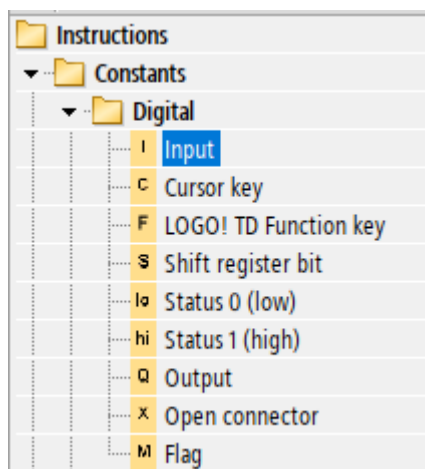 Instructions
Constants
Digital
I Input
C Cursor key
F LOGO! TD Function key
S Shift register bit
lo Status 0 (low)
hi Status 1 (high)
Q Output
X Open connector
M Flag